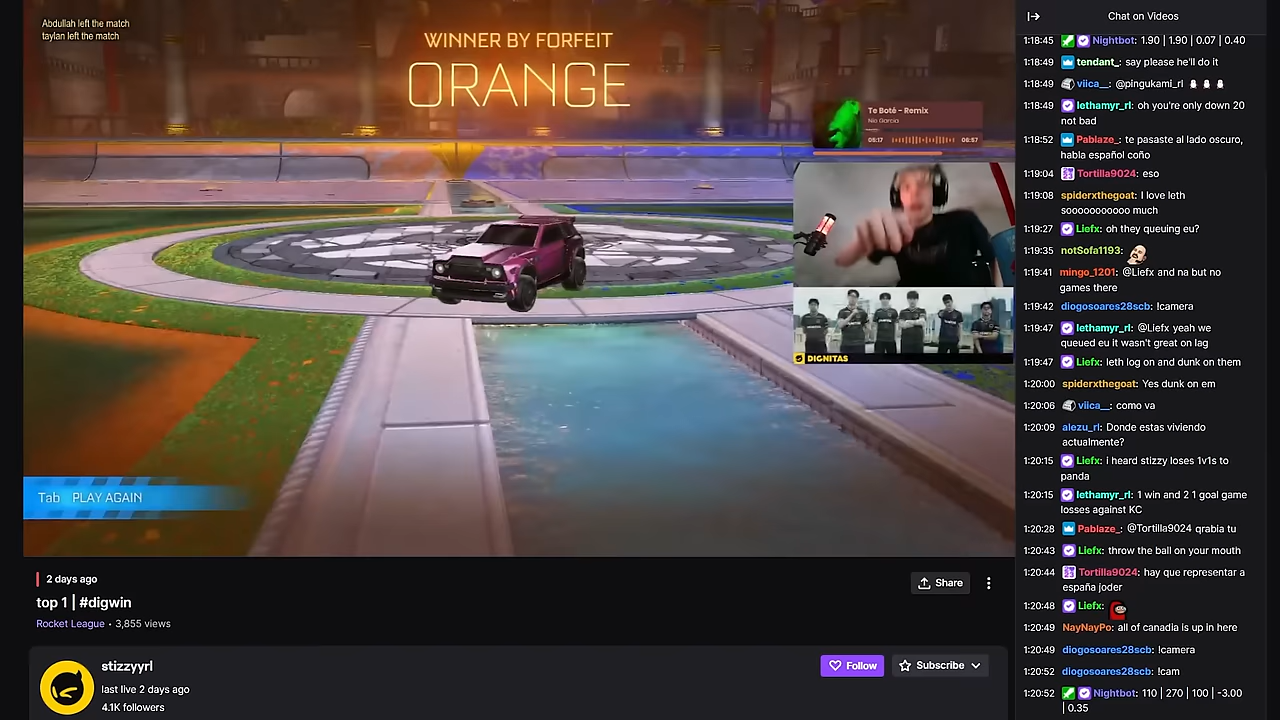 Abdullah left the match
taylan left the match
WINNER BY FORFEIT
ORANGE
Te Boté - Remix
Nio Garcia
05:17
06:57
DIGNITAS
Tab PLAY AGAIN
2 days ago
Share
top 1 | #digwin
Rocket League • 3,855 views
stizzyyrl
Follow
Subscribe
last live 2 days ago
4.1K followers
Chat on Videos
1:18:45 Nightbot: 1.90 | 1.90 | 0.07 | 0.40
1:18:49 tendant_: say please he'll do it
1:18:49 viica__: @pingukami_rl
1:18:49 lethamyr_rl: oh you're only down 20
not bad
1:18:52 Pablaze_: te pasaste al lado oscuro,
habla español coño
1:19:04 Tortilla9024: eso
1:19:08 spiderxthegoat: I love leth
sooooooooooo much
1:19:27 Liefx: oh they queuing eu?
1:19:35 notSofa1193:
1:19:41 mingo_1201: @Liefx and na but no
games there
1:19:42 diogosoares28scb: !camera
1:19:47 lethamyr_rl: @Liefx yeah we
queued eu it wasn't great on lag
1:19:47 Liefx: leth log on and dunk on them
1:20:00 spiderxthegoat: Yes dunk on em
1:20:06 viica__: como va
1:20:09 alezu_rl: Donde estas viviendo
actualmente?
1:20:15 Liefx: i heard stizzy loses 1v1s to
panda
1:20:15 lethamyr_rl: 1 win and 2 1 goal game
losses against KC
1:20:28 Pablaze_: @Tortilla9024 qrabia tu
1:20:43 Liefx: throw the ball on your mouth
1:20:44 Tortilla9024: hay que representar a
españa joder
1:20:48 Liefx:
1:20:49 NayNayPo: all of canadia is up in here
1:20:49 diogosoares28scb: !camera
1:20:52 diogosoares28scb: !cam
1:20:52 Nightbot: 110 | 270 | 100 | -3.00
| 0.35